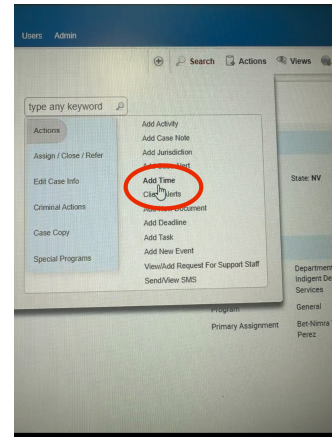 Users Admin
Search Actions Views
type any keyword
Actions
Assign / Close / Refer
Edit Case Info
Criminal Actions
Case Copy
Special Programs
Add Activity
Add Case Note
Add Jurisdiction
Add Time
Add Document
Add Deadline
Add Task
Add New Event
View/Add Request For Support Staff
Send/View SMS
State: NV
Department
Indigent De
Services
Program General
Primary Assignment Bet-Nimra
Perez